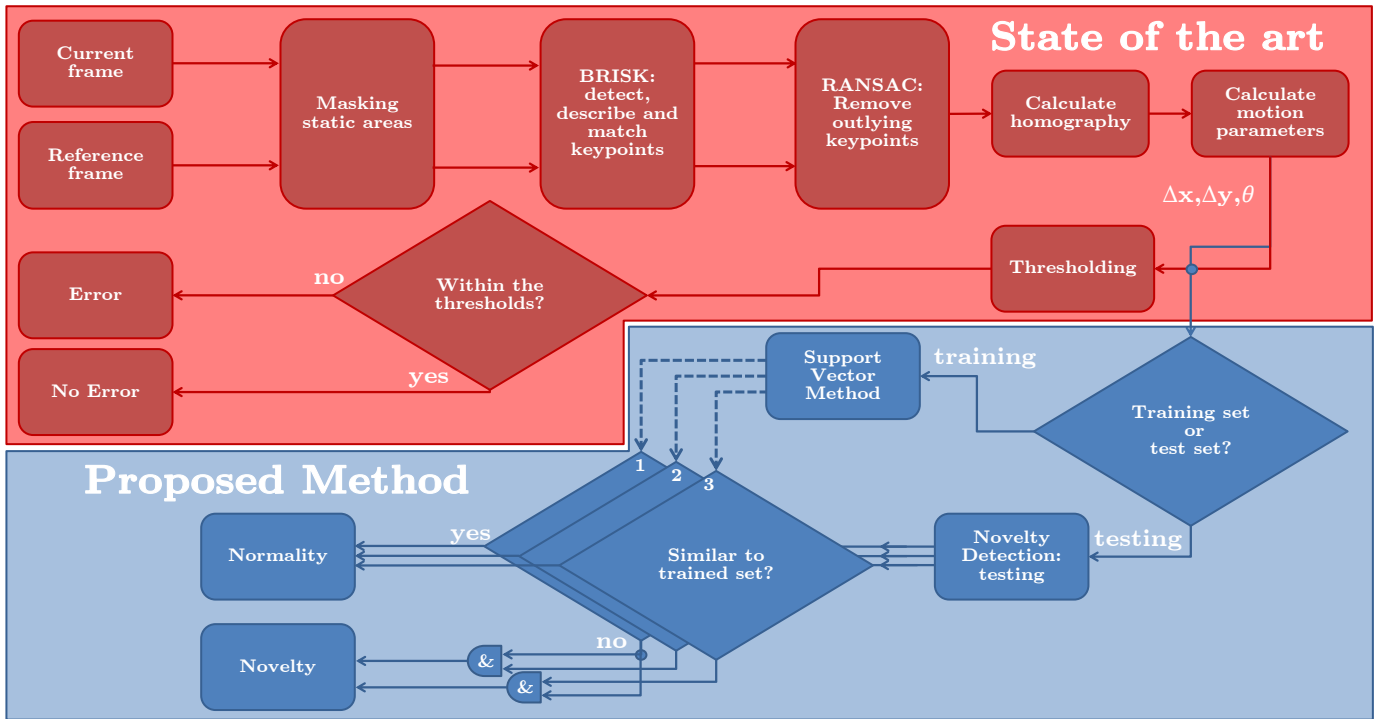 State of the art
Current
frame
Reference
frame
Masking
static areas
BRISK:
detect,
describe and
match
keypoints
RANSAC:
Remove
outlying
keypoints
Calculate
homography
Calculate
motion
parameters
Δx,Δy,θ
Thresholding
Within the
thresholds?
no
Error
yes
No Error
Proposed Method
Training set
or
test set?
training
Support
Vector
Method
testing
Novelty
Detection:
testing
1
2
3
Similar to
trained set?
yes
Normality
no
&
&
Novelty